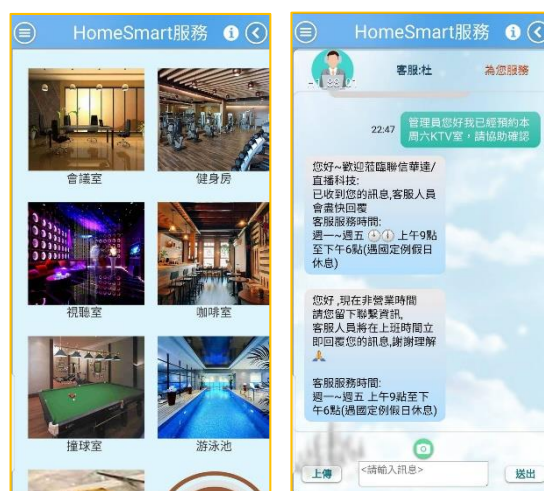 HomeSmart服務
會議室
健身房
視聽室
咖啡室
撞球室
游泳池
HomeSmart服務
客服:社
為您服務
22:47
管理員您好我已經預約本
周六KTV室,請協助確認
您好~歡迎蒞臨聯信華達/
直播科技:
已收到您的訊息,客服人員
會盡快回覆
客服服務時間:
週一~週五 上午9點
至下午6點(遇國定例假日
休息)
您好 ,現在非營業時間
請您留下聯繫資訊,
客服人員將在上班時間立
即回覆您的訊息,謝謝理解
客服服務時間:
週一~週五 上午9點至下
午6點(遇國定例假日休息)
上傳
<請輸入訊息>
送出